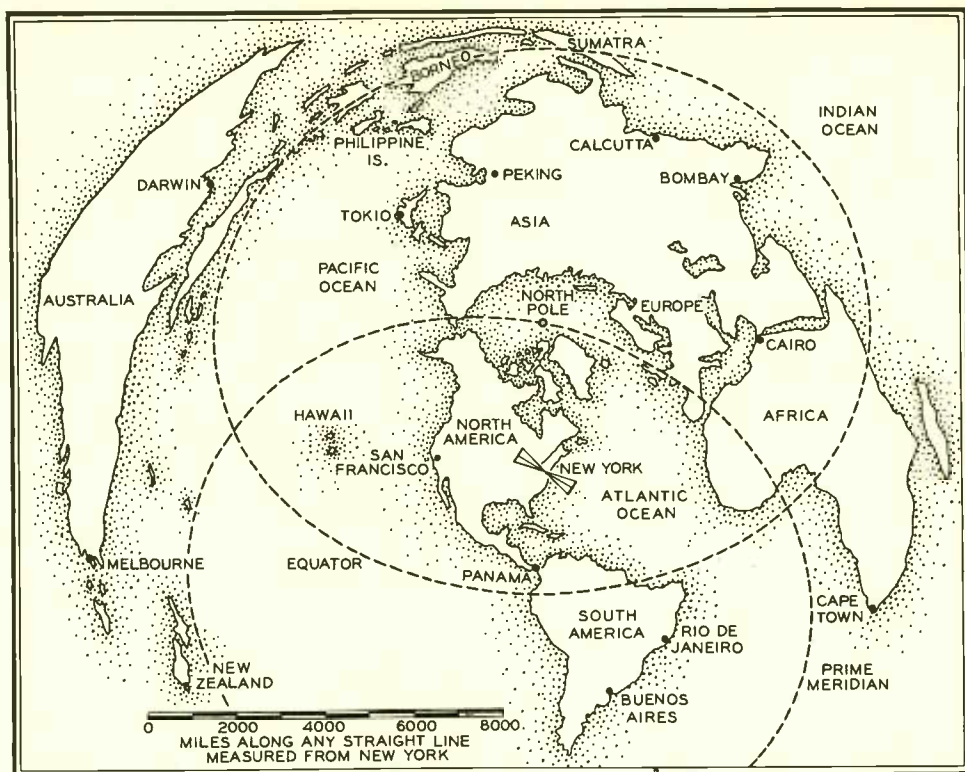 SUMATRA
BORNEO
INDIAN
OCEAN
PHILIPPINE
IS.
CALCUTTA
DARWIN
PEKING
BOMBAY
TOKIO
ASIA
PACIFIC
OCEAN
AUSTRALIA
NORTH
POLE
EUROPE
CAIRO
HAWAII
NORTH
AMERICA
AFRICA
SAN
FRANCISCO
NEW YORK
ATLANTIC
OCEAN
MELBOURNE
EQUATOR
PANAMA
SOUTH
AMERICA
CAPE
TOWN
RIO DE
JANEIRO
NEW
ZEALAND
PRIME
MERIDIAN
BUENOS
AIRES
0 2000 4000 6000 8000
MILES ALONG ANY STRAIGHT LINE
MEASURED FROM NEW YORK